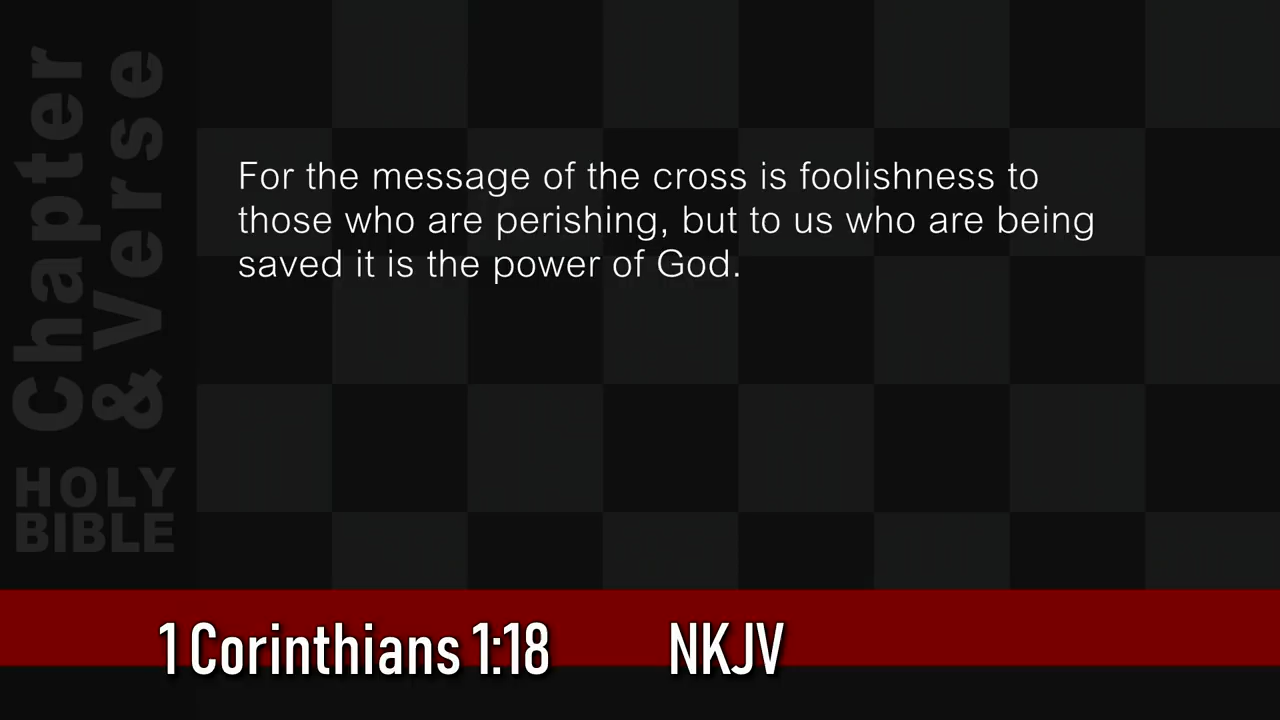 Chapter
& Verse
HOLY
BIBLE
For the message of the cross is foolishness to
those who are perishing, but to us who are being
saved it is the power of God.
1 Corinthians 1:18 NKJV